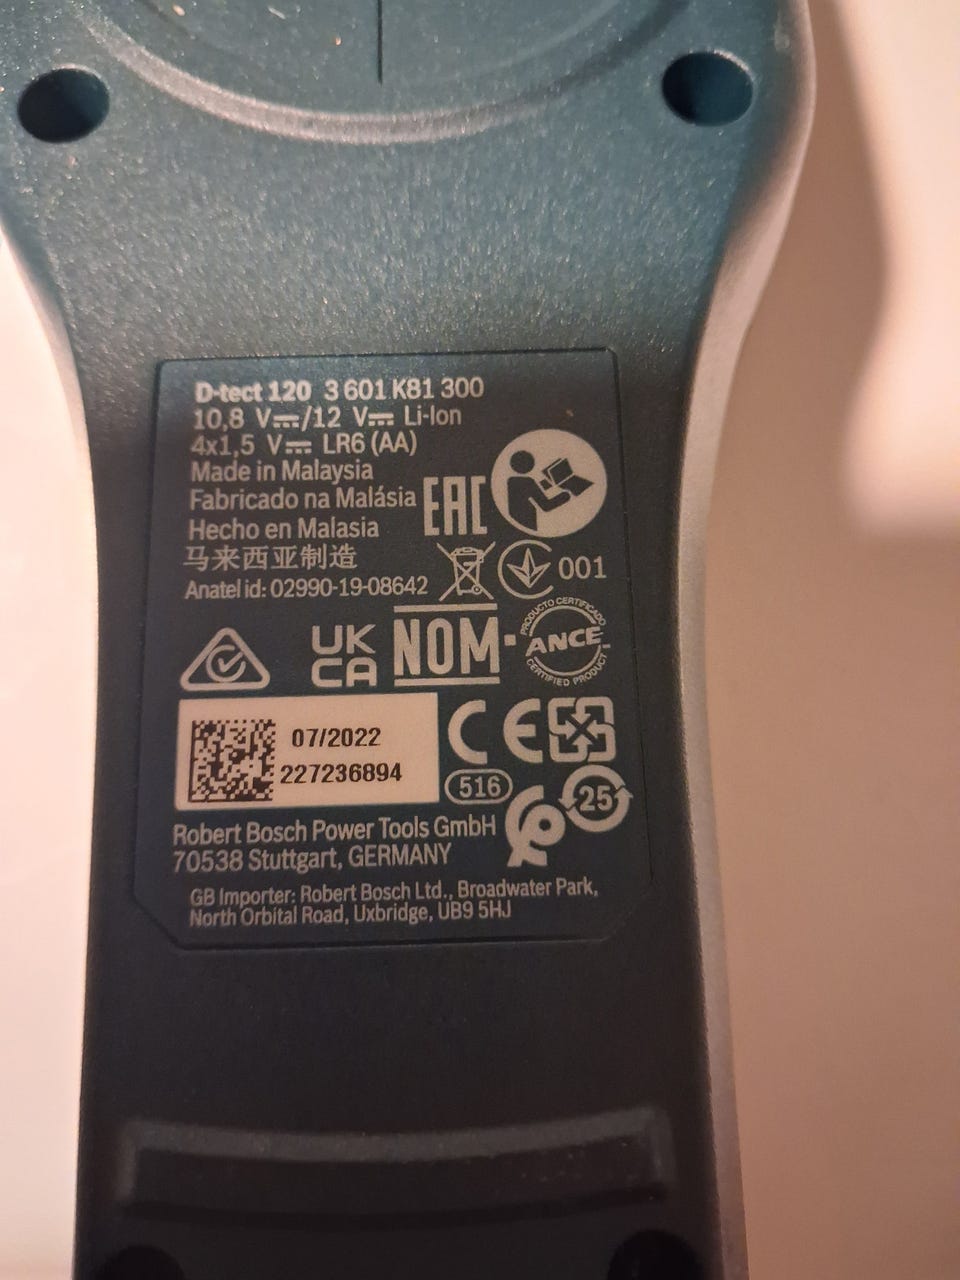 D-tect 120 3 601 K81 300
10,8 V⎓/12 V⎓ Li-Ion
4x1,5 V⎓ LR6 (AA)
Made in Malaysia
Fabricado na Malásia
Hecho en Malasia
马来西亚制造
Anatel id: 02990-19-08642
EAC
001
UK
CA
NOM-
PRODUCTO CERTIFICADO
ANCE
CERTIFIED PRODUCT
07/2022
227236894
CE
516
25
Robert Bosch Power Tools GmbH
70538 Stuttgart, GERMANY
GB Importer: Robert Bosch Ltd., Broadwater Park,
North Orbital Road, Uxbridge, UB9 5HJ